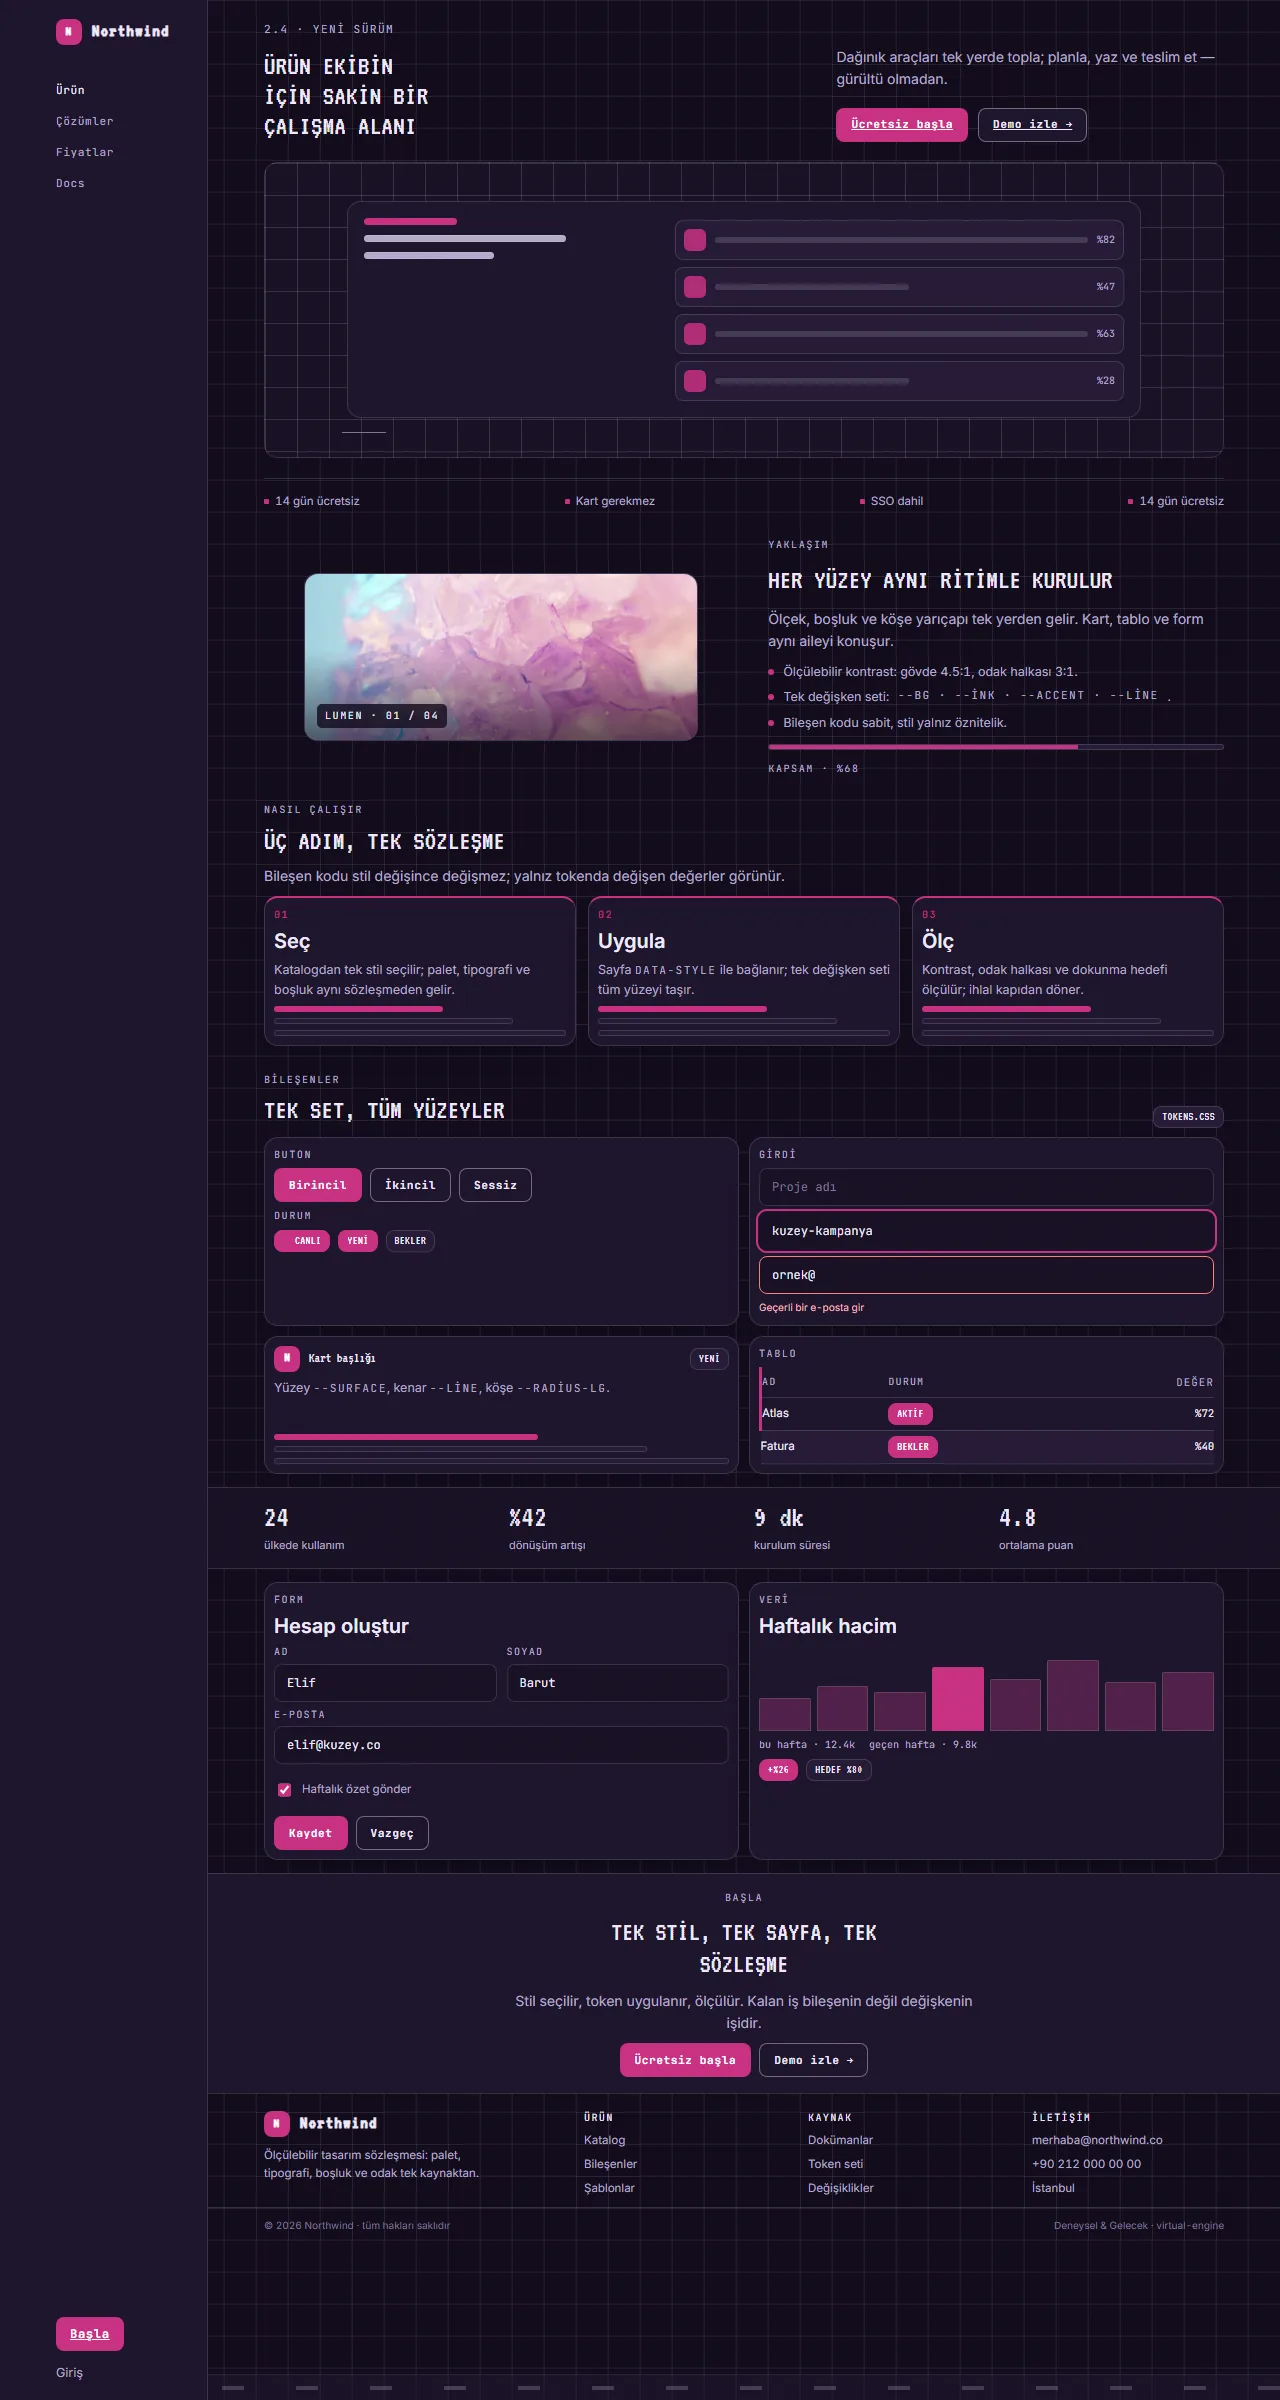 N Northwind
Ürün
Çözümler
Fiyatlar
Docs
2.4 · YENİ SÜRÜM
ÜRÜN EKİBİN
İÇİN SAKİN BİR
ÇALIŞMA ALANI
Dağınık araçları tek yerde topla; planla, yaz ve teslim et —
gürültü olmadan.
Ücretsiz başla
Demo izle →
%82
%47
%63
%28
14 gün ücretsiz
Kart gerekmez
SSO dahil
14 gün ücretsiz
LUMEN · 01 / 04
YAKLAŞIM
HER YÜZEY AYNI RİTİMLE KURULUR
Ölçek, boşluk ve köşe yarıçapı tek yerden gelir. Kart, tablo ve form
aynı aileyi konuşur.
Ölçülebilir kontrast: gövde 4.5:1, odak halkası 3:1.
Tek değişken seti: --BG · --İNK · --ACCENT · --LİNE .
Bileşen kodu sabit, stil yalnız öznitelik.
KAPSAM · %68
NASIL ÇALIŞIR
ÜÇ ADIM, TEK SÖZLEŞME
Bileşen kodu stil değişince değişmez; yalnız tokenda değişen değerler görünür.
01
Seç
Katalogdan tek stil seçilir; palet, tipografi ve
boşluk aynı sözleşmeden gelir.
02
Uygula
Sayfa DATA-STYLE ile bağlanır; tek değişken seti
tüm yüzeyi taşır.
03
Ölç
Kontrast, odak halkası ve dokunma hedefi
ölçülür; ihlal kapıdan döner.
BİLEŞENLER
TEK SET, TÜM YÜZEYLER
TOKENS.CSS
BUTON
Birincil
İkincil
Sessiz
DURUM
CANLI
YENİ
BEKLER
GİRDİ
Proje adı
kuzey-kampanya
ornek@
Geçerli bir e-posta gir
N Kart başlığı
YENİ
Yüzey --SURFACE, kenar --LİNE, köşe --RADİUS-LG.
TABLO
AD DURUM DEĞER
Atlas AKTİF %72
Fatura BEKLER %40
24
ülkede kullanım
%42
dönüşüm artışı
9 dk
kurulum süresi
4.8
ortalama puan
FORM
Hesap oluştur
AD
Elif
SOYAD
Barut
E-POSTA
elif@kuzey.co
Haftalık özet gönder
Kaydet
Vazgeç
VERİ
Haftalık hacim
bu hafta · 12.4k geçen hafta · 9.8k
+%26
HEDEF %80
BAŞLA
TEK STİL, TEK SAYFA, TEK
SÖZLEŞME
Stil seçilir, token uygulanır, ölçülür. Kalan iş bileşenin değil değişkenin
işidir.
Ücretsiz başla
Demo izle →
N Northwind
Ölçülebilir tasarım sözleşmesi: palet,
tipografi, boşluk ve odak tek kaynaktan.
ÜRÜN
Katalog
Bileşenler
Şablonlar
KAYNAK
Dokümanlar
Token seti
Değişiklikler
İLETİŞİM
merhaba@northwind.co
+90 212 000 00 00
İstanbul
© 2026 Northwind · tüm hakları saklıdır
Deneysel & Gelecek · virtual-engine
Başla
Giriş